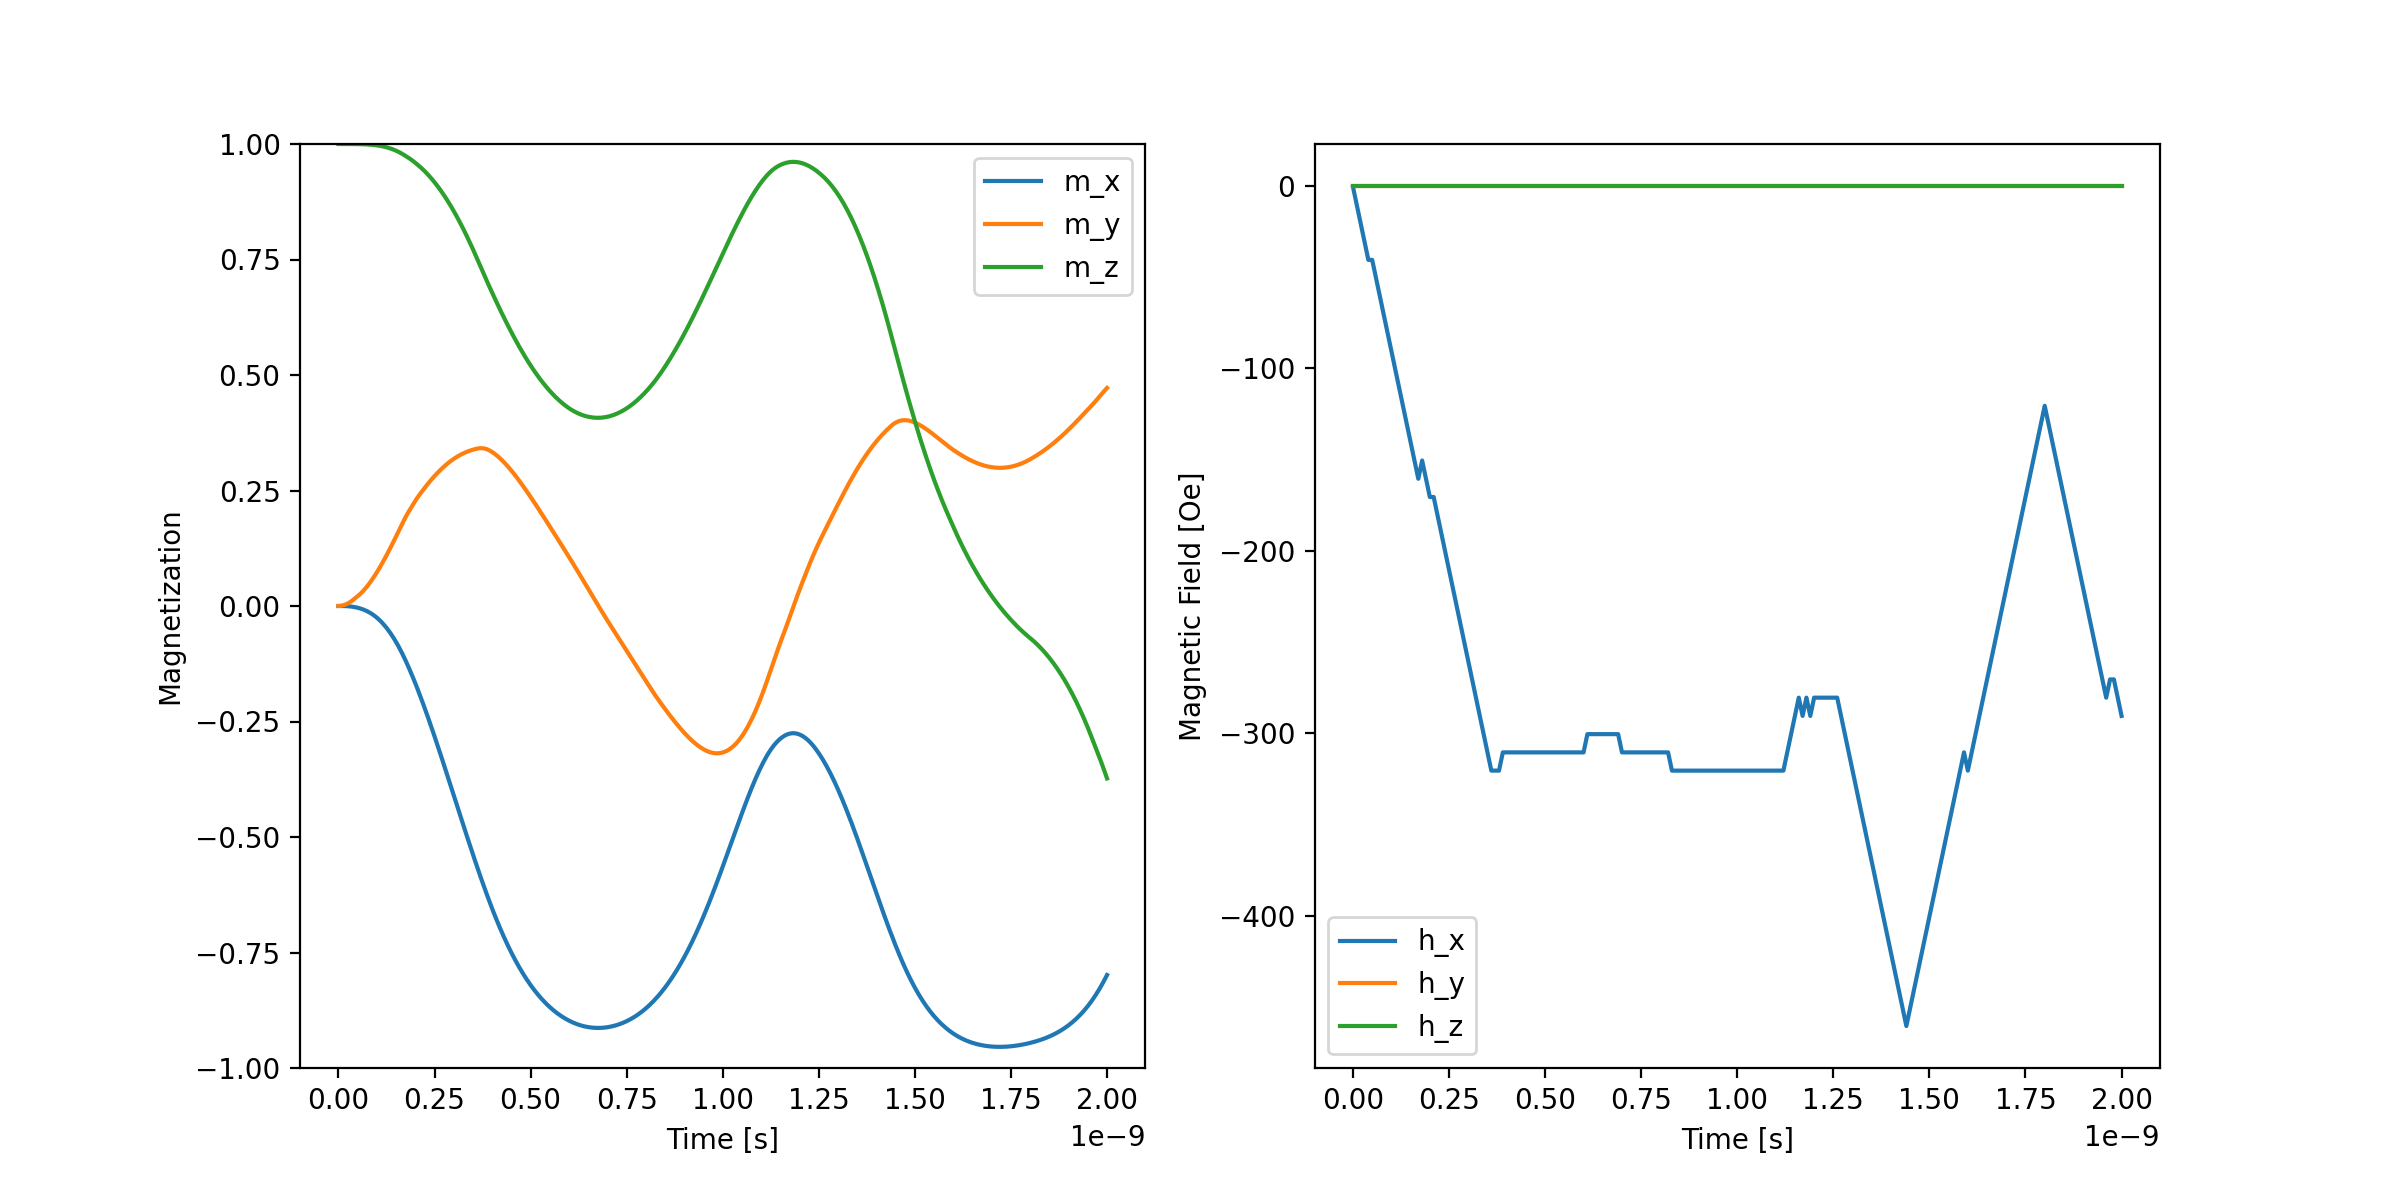 1.00
0.75
0.50
0.25
0.00
−0.25
−0.50
−0.75
−1.00
Magnetization
m_x
m_y
m_z
0.00 0.25 0.50 0.75 1.00 1.25 1.50 1.75 2.00
Time [s]
1e−9
0
−100
−200
−300
−400
Magnetic Field [Oe]
h_x
h_y
h_z
0.00 0.25 0.50 0.75 1.00 1.25 1.50 1.75 2.00
Time [s]
1e−9